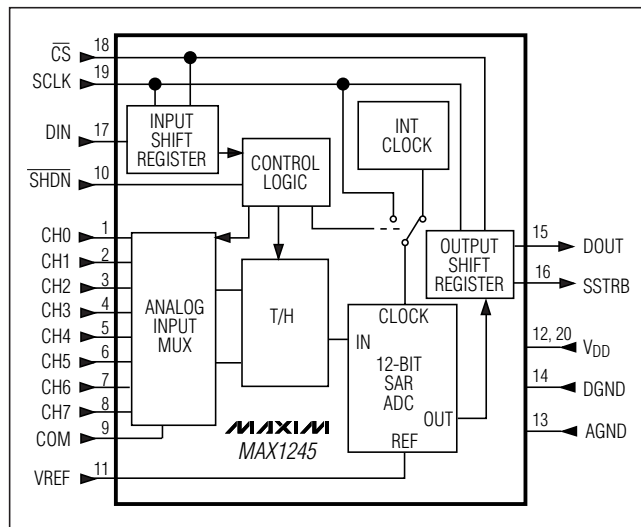 CS 18
SCLK 19
DIN 17
SHDN 10
CH0 1
CH1 2
CH2 3
CH3 4
CH4 5
CH5 6
CH6 7
CH7 8
COM 9
VREF 11
INPUT
SHIFT
REGISTER
CONTROL
LOGIC
INT
CLOCK
OUTPUT
SHIFT
REGISTER
ANALOG
INPUT
MUX
T/H
CLOCK
IN
12-BIT
SAR
ADC
OUT
REF
MAXIM
MAX1245
15 DOUT
16 SSTRB
12, 20 VDD
14 DGND
13 AGND